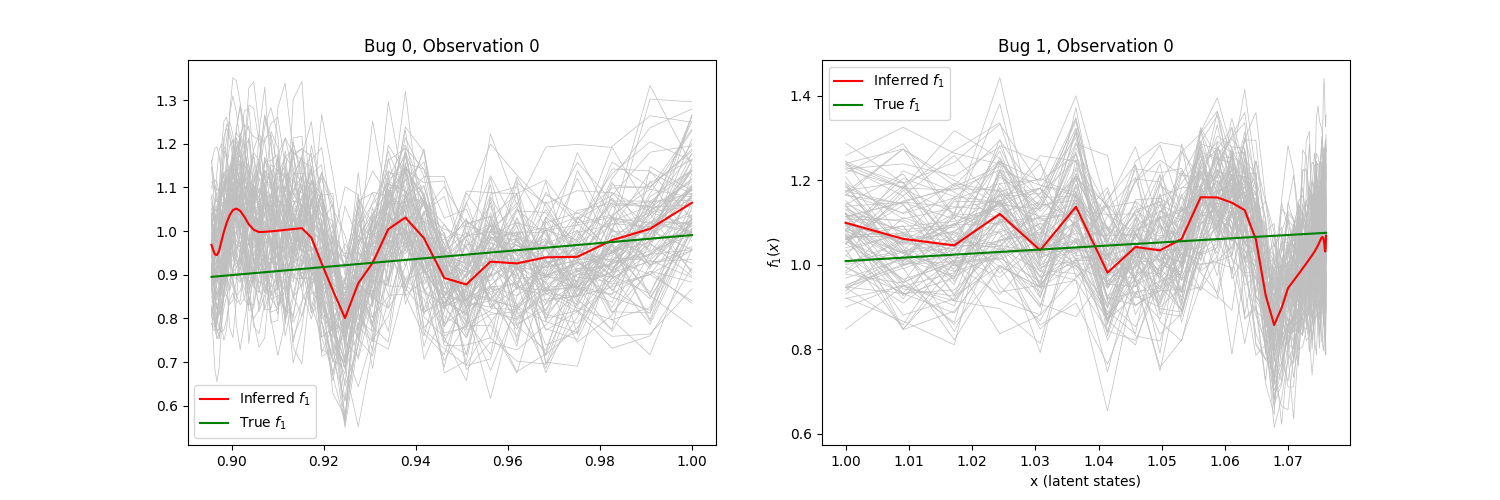 Bug 0, Observation 0
1.3
1.2
1.1
1.0
0.9
0.8
0.7
0.6
Inferred f₁
True f₁
0.90 0.92 0.94 0.96 0.98 1.00
Bug 1, Observation 0
Inferred f₁
True f₁
f₁(x)
1.4
1.2
1.0
0.8
0.6
1.00 1.01 1.02 1.03 1.04 1.05 1.06 1.07
x (latent states)